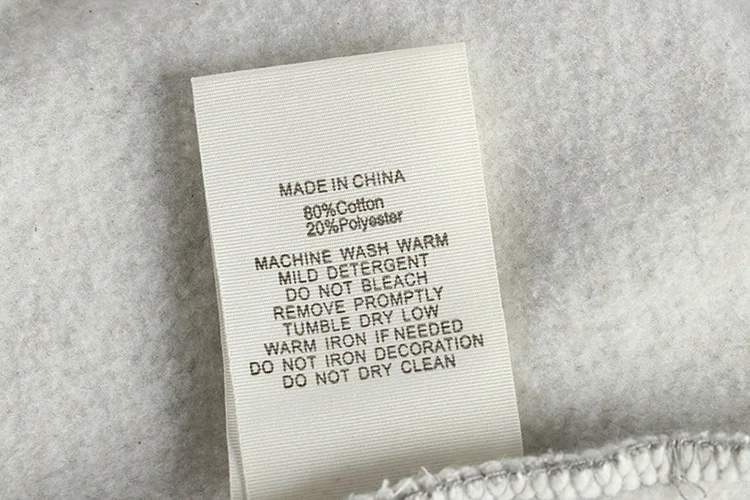 MADE IN CHINA
80%Cotton
20%Polyester
MACHINE WASH WARM
MILD DETERGENT
DO NOT BLEACH
REMOVE PROMPTLY
TUMBLE DRY LOW
WARM IRON IF NEEDED
DO NOT IRON DECORATION
DO NOT DRY CLEAN